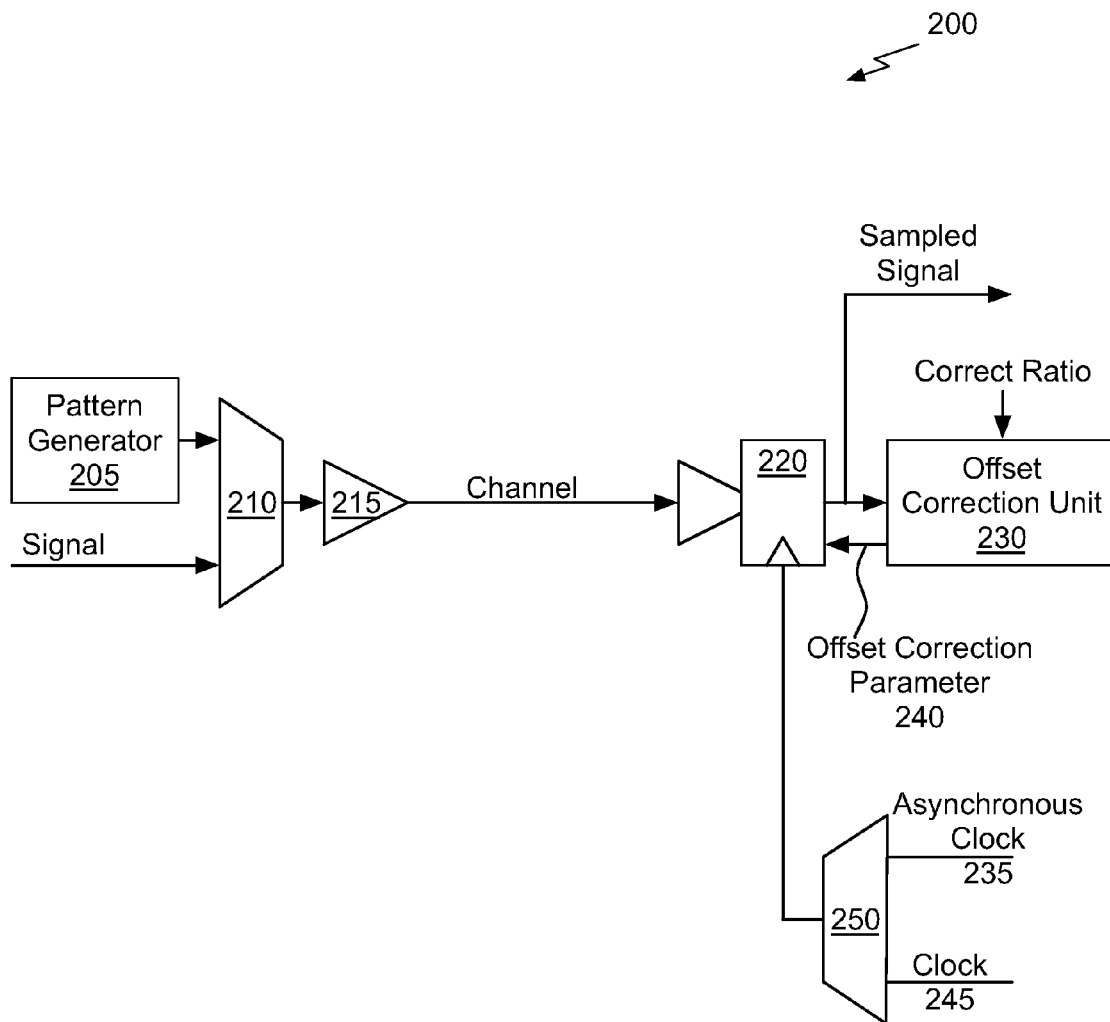 200
Sampled
Signal
Correct Ratio
Pattern
Generator
205
Signal
210
215
Channel
220
Offset
Correction Unit
230
Offset Correction
Parameter
240
Asynchronous
Clock
235
250
Clock
245